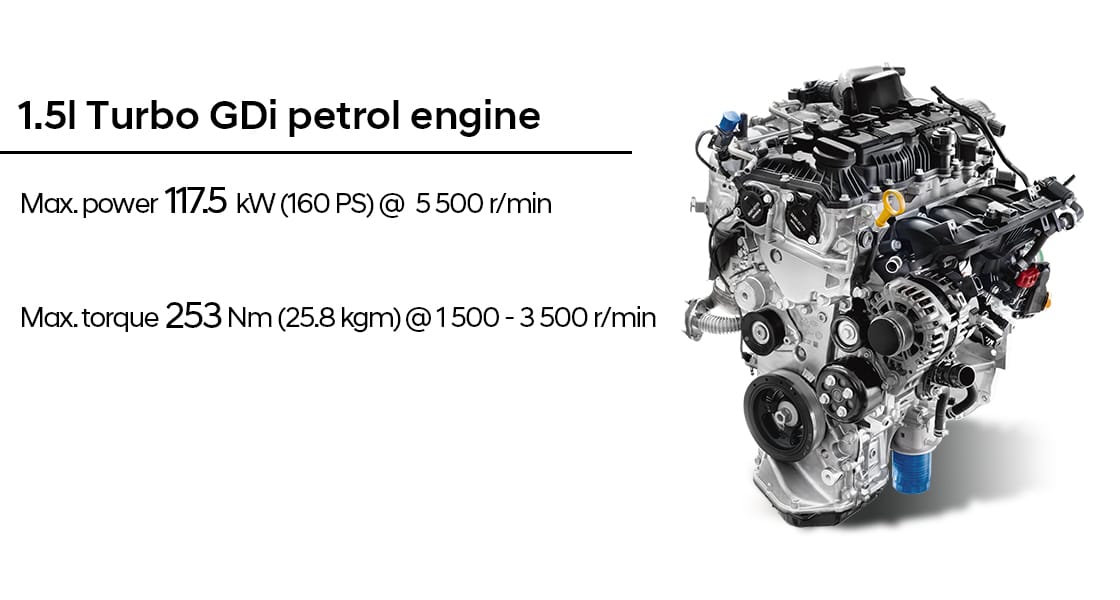 1.5l Turbo GDi petrol engine
Max. power 117.5 kW (160 PS) @ 5 500 r/min
Max. torque 253 Nm (25.8 kgm) @ 1 500 - 3 500 r/min